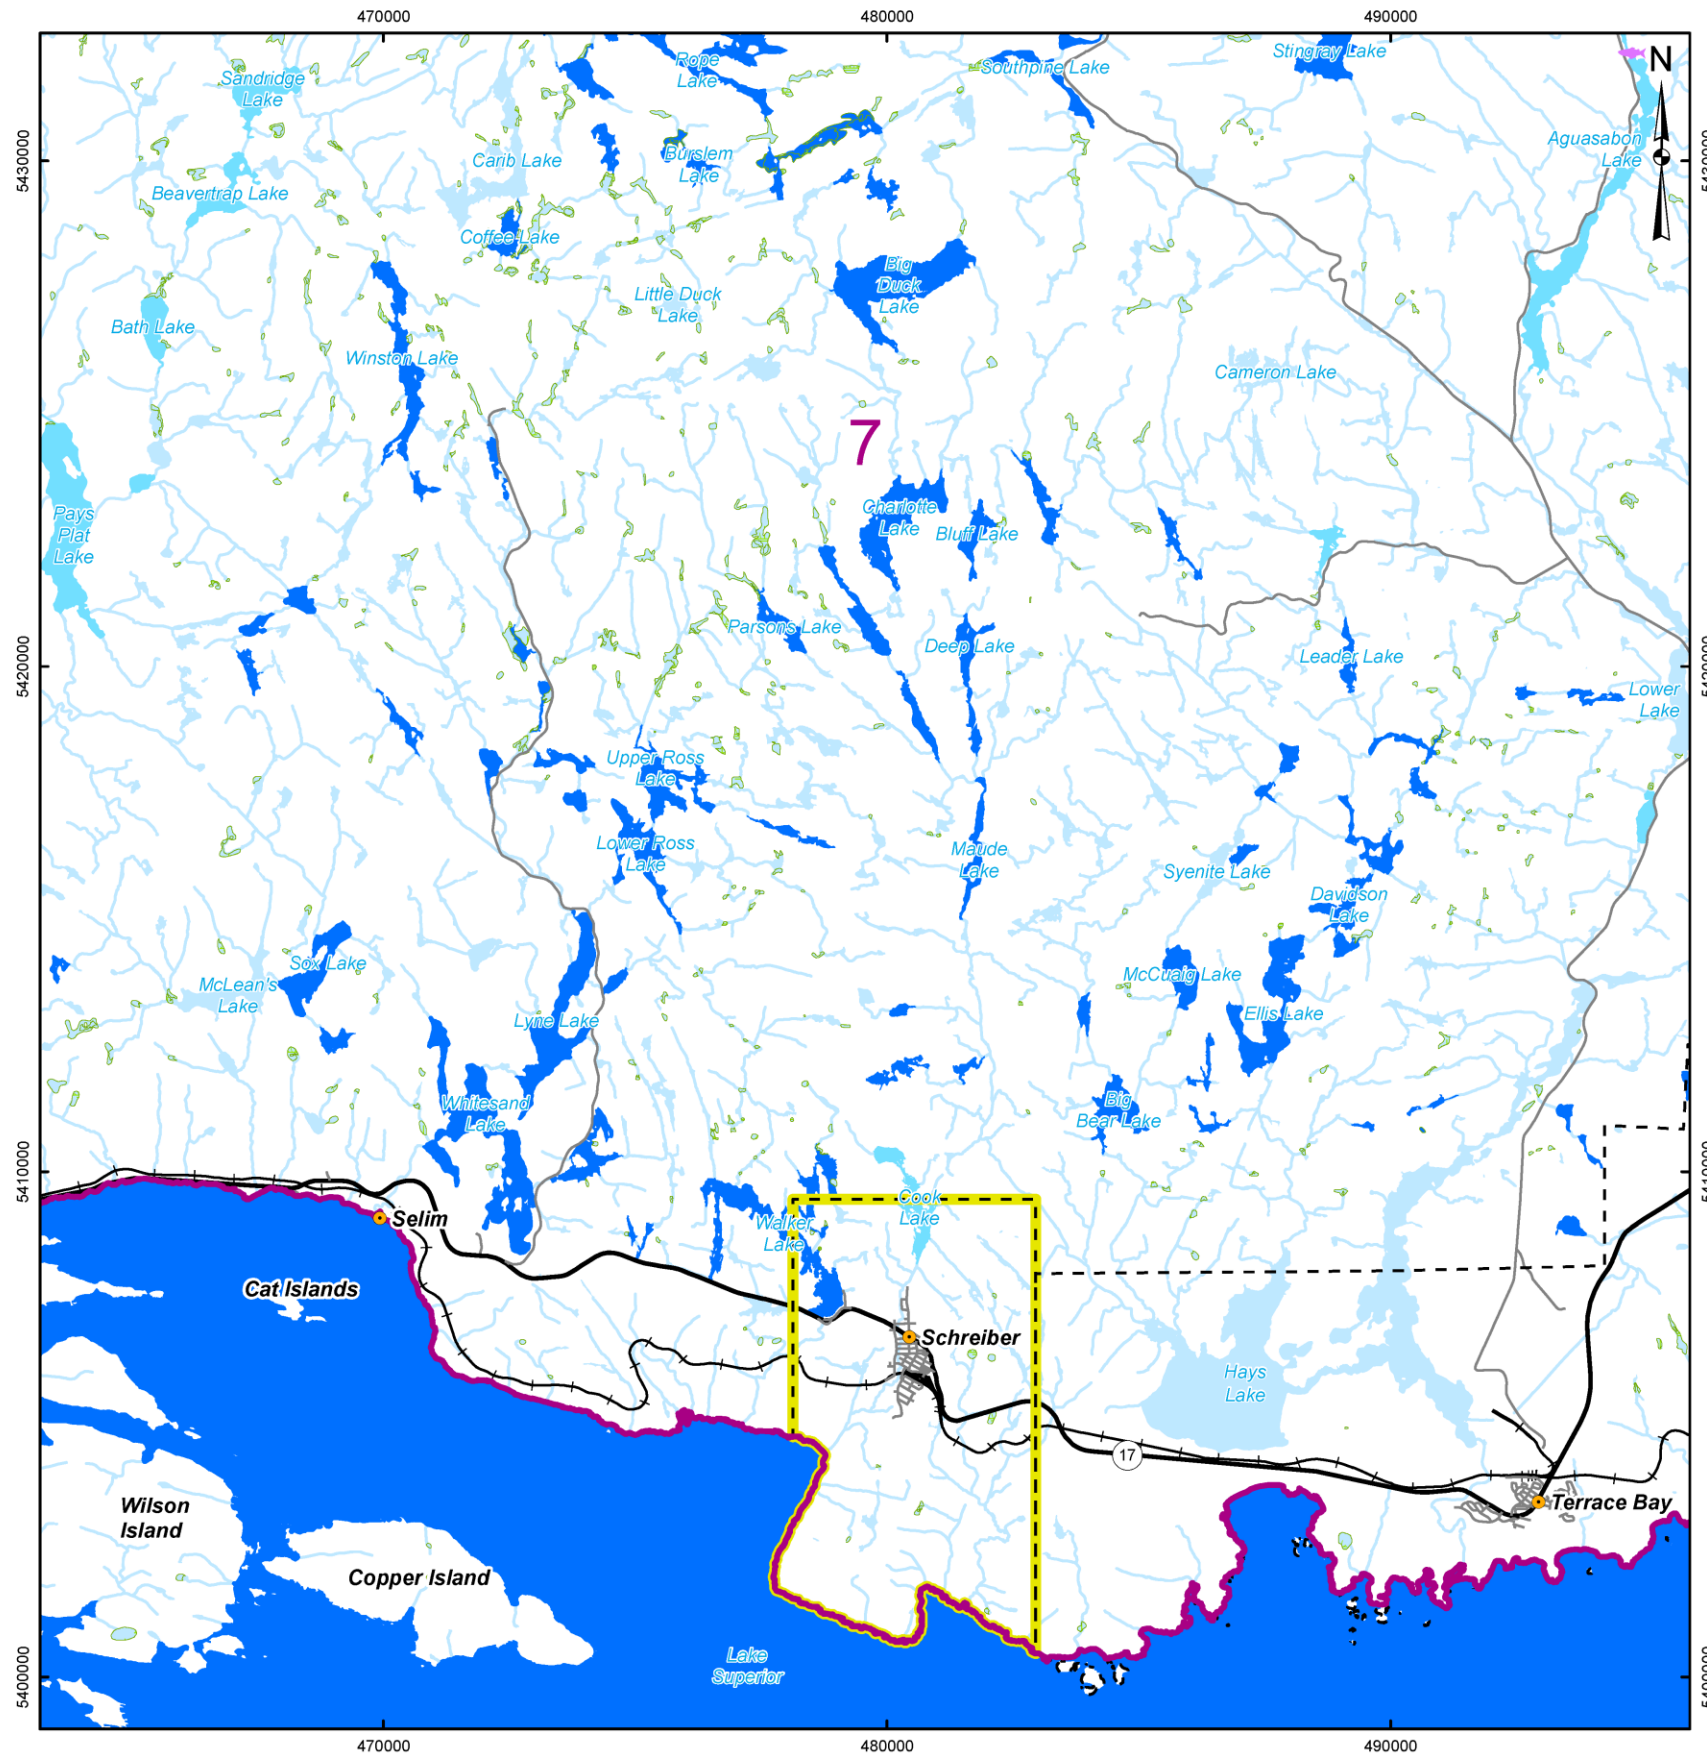 470000
480000
490000
Rope
Lake
Southpine Lake
Stingray Lake
N
Sandridge
Lake
5430000
Carib Lake
Burslem
Lake
Aguasabon
Lake
5430000
Beavertrap Lake
Coffee Lake
Big
Duck
Lake
Little Duck
Lake
Bath Lake
Winston Lake
Cameron Lake
7
Pays
Plat
Lake
Charlotte
Lake
Bluff Lake
Parsons Lake
Deep Lake
Leader Lake
5420000
5420000
Lower
Lake
Upper Ross
Lake
Lower Ross
Lake
Maude
Lake
Syenite Lake
Davidson
Lake
Sox Lake
McLean's
Lake
McCuaig Lake
Lyne Lake
Ellis Lake
Whitesand
Lake
Big
Bear Lake
5410000
5410000
Cook
Lake
Selim
Walker
Lake
Cat Islands
Schreiber
Hays
Lake
17
Wilson
Island
Terrace Bay
Copper Island
Lake
Superior
5400000
5400000
470000
480000
490000